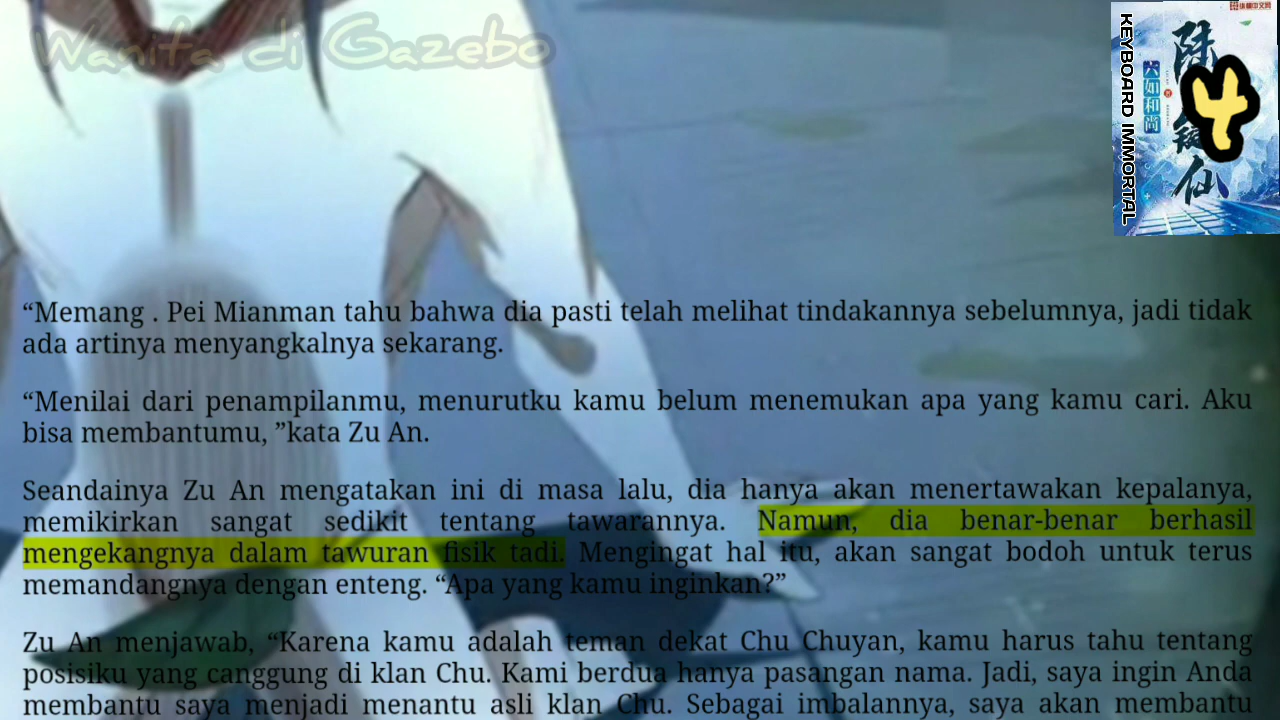 Wanita di Gazebo
KEYBOARD IMMORTAL
六如和尚
4
仙
“Memang . Pei Mianman tahu bahwa dia pasti telah melihat tindakannya sebelumnya, jadi tidak
ada artinya menyangkalnya sekarang.
“Menilai dari penampilanmu, menurutku kamu belum menemukan apa yang kamu cari. Aku
bisa membantumu, ”kata Zu An.
Seandainya Zu An mengatakan ini di masa lalu, dia hanya akan menertawakan kepalanya,
memikirkan sangat sedikit tentang tawarannya. Namun, dia benar-benar berhasil
mengekangnya dalam tawuran fisik tadi. Mengingat hal itu, akan sangat bodoh untuk terus
memandangnya dengan enteng. “Apa yang kamu inginkan?”
Zu An menjawab, “Karena kamu adalah teman dekat Chu Chuyan, kamu harus tahu tentang
posisiku yang canggung di klan Chu. Kami berdua hanya pasangan nama. Jadi, saya ingin Anda
membantu saya menjadi menantu asli klan Chu. Sebagai imbalannya, saya akan membantu